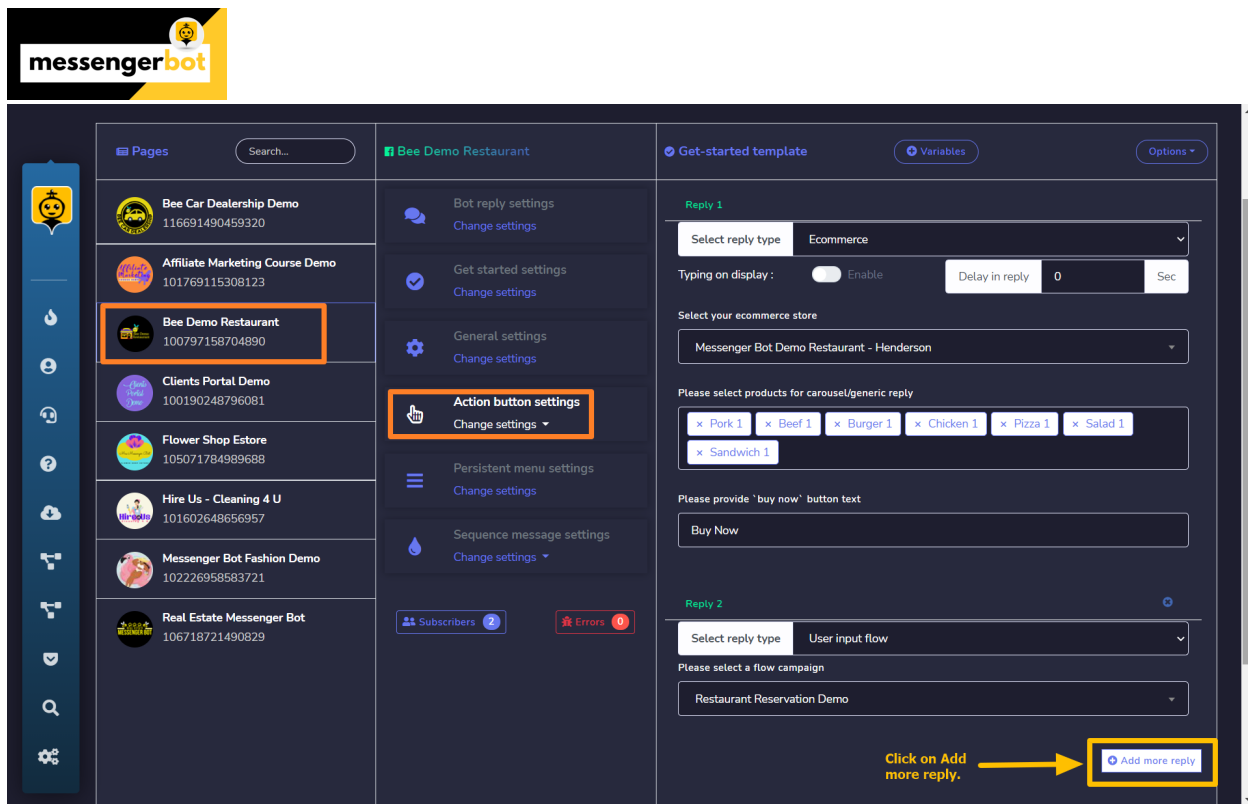 messengerbot
Pages
Search...
Bee Demo Restaurant
Get-started template
Variables
Options
Bee Car Dealership Demo
116691490459320
Affiliate Marketing Course Demo
101769115308123
Bee Demo Restaurant
100797158704890
Clients Portal Demo
100190248796081
Flower Shop Estore
105071784989688
Hire Us - Cleaning 4 U
101602648656957
Messenger Bot Fashion Demo
102226958583721
Real Estate Messenger Bot
106718721490829
Bot reply settings
Change settings
Get started settings
Change settings
General settings
Change settings
Action button settings
Change settings
Persistent menu settings
Change settings
Sequence message settings
Change settings
Subscribers 2
Errors 0
Reply 1
Select reply type Ecommerce
Typing on display : Enable Delay in reply 0 Sec
Select your ecommerce store
Messenger Bot Demo Restaurant - Henderson
Please select products for carousel/generic reply
× Pork 1 × Beef 1 × Burger 1 × Chicken 1 × Pizza 1 × Salad 1
× Sandwich 1
Please provide `buy now` button text
Buy Now
Reply 2
Select reply type User input flow
Please select a flow campaign
Restaurant Reservation Demo
Click on Add
more reply.
Add more reply